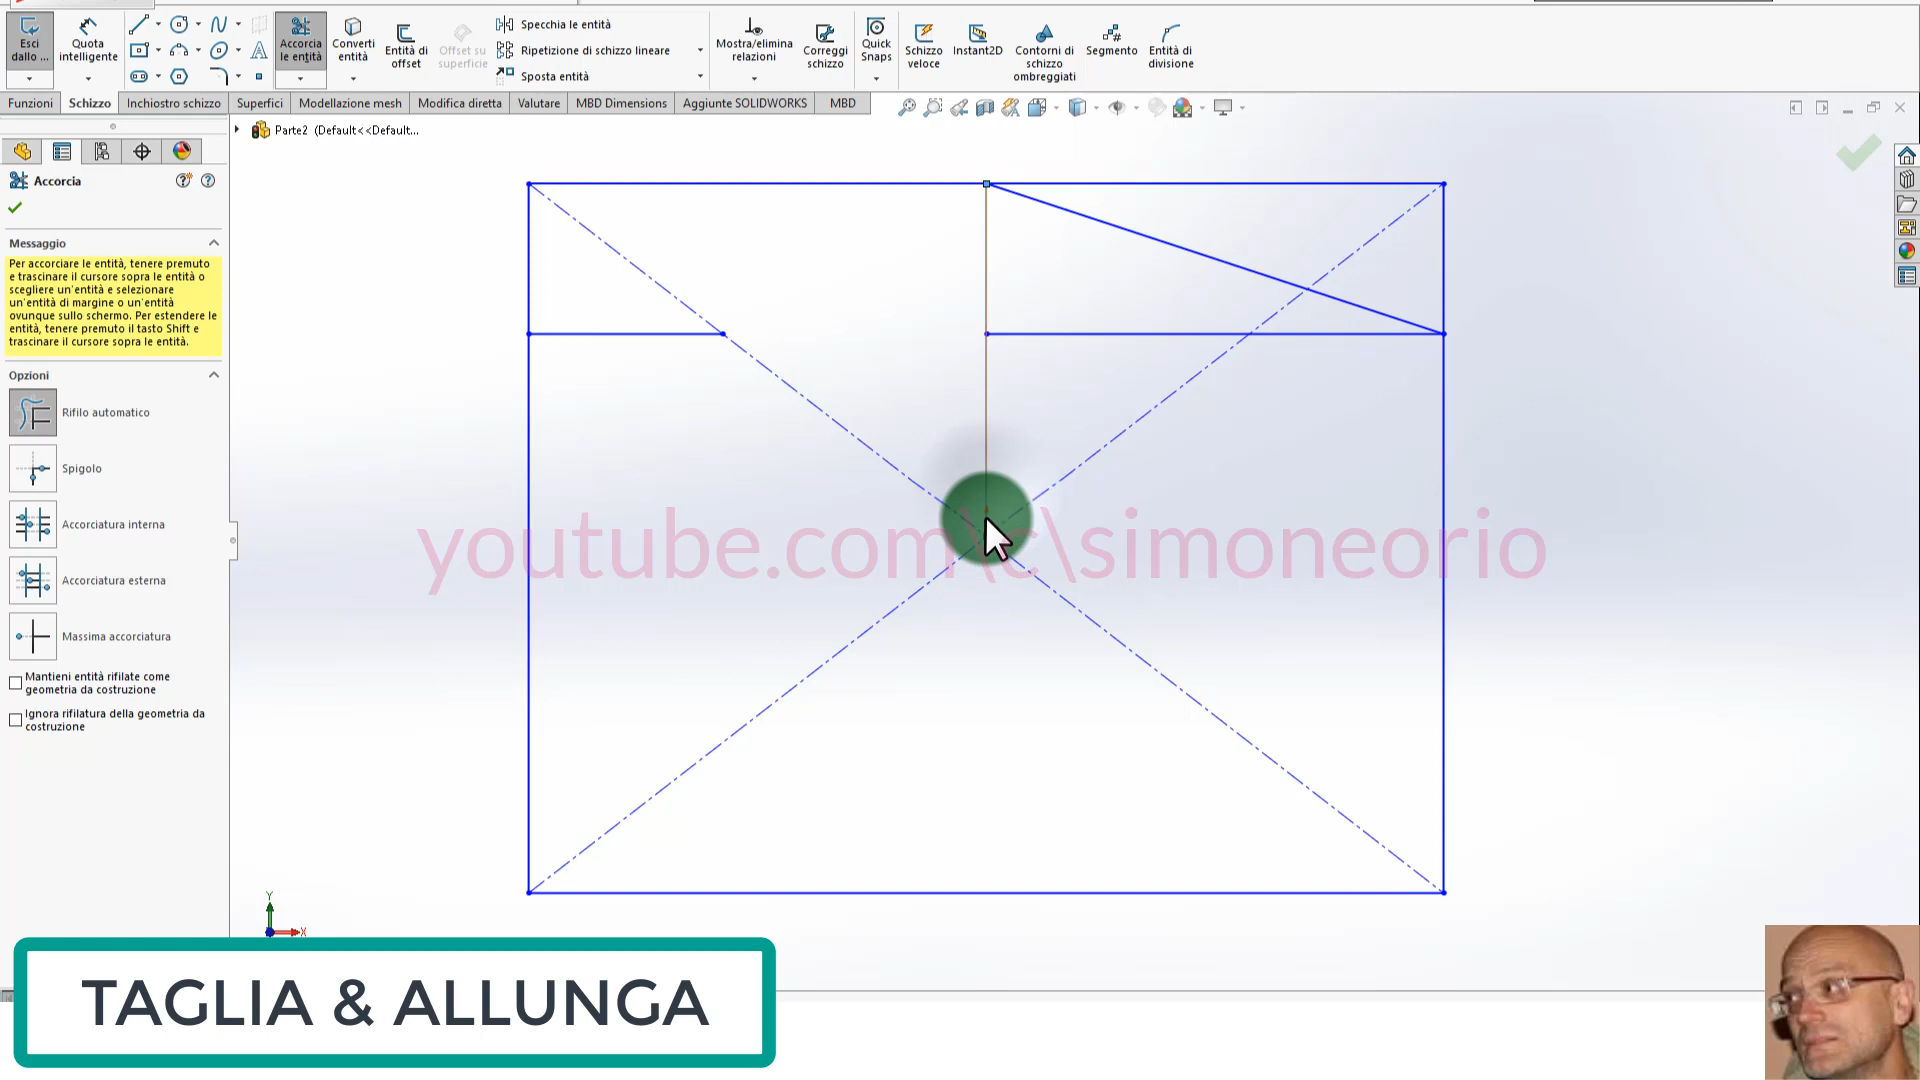 Esci dallo ...
Quota intelligente
Accorcia le entità
Converti entità
Entità di offset
Offset su superficie
Specchia le entità
Ripetizione di schizzo lineare
Sposta entità
Mostra/elimina relazioni
Correggi schizzo
Quick Snaps
Schizzo veloce
Instant2D
Contorni di schizzo ombreggiati
Segmento
Entità di divisione
Funzioni
Schizzo
Inchiostro schizzo
Superfici
Modellazione mesh
Modifica diretta
Valutare
MBD Dimensions
Aggiunte SOLIDWORKS
MBD
Parte2 (Default<<Default...
Accorcia
Messaggio
Per accorciare le entità, tenere premuto
e trascinare il cursore sopra le entità o
scegliere un'entità e selezionare
un'entità di margine o un'entità
ovunque sullo schermo. Per estendere le
entità, tenere premuto il tasto Shift e
trascinare il cursore sopra le entità.
Opzioni
Rifilo automatico
Spigolo
Accorciatura interna
Accorciatura esterna
Massima accorciatura
Mantieni entità rifilate come
geometria da costruzione
Ignora rifilatura della geometria da
costruzione
youtube.com\c\simoneorio
Y
X
TAGLIA & ALLUNGA